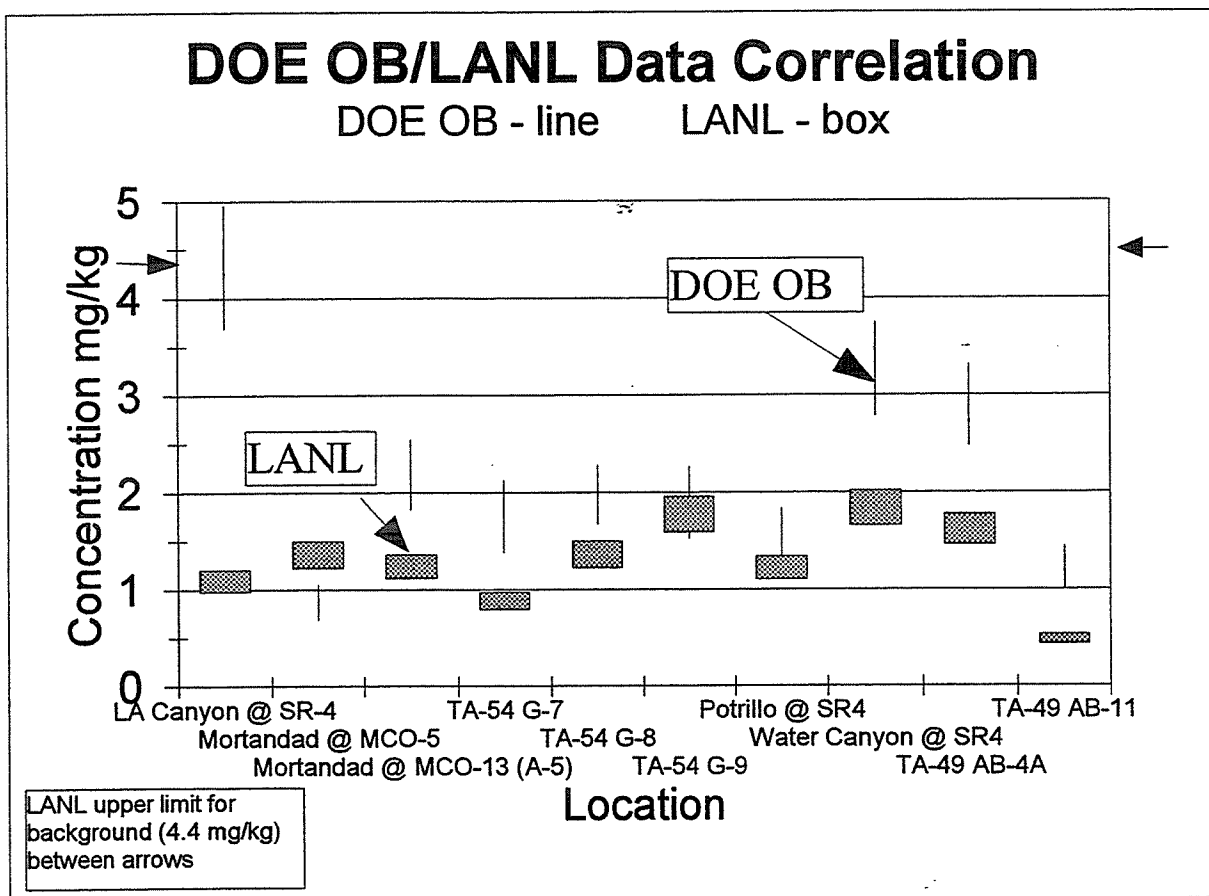 DOE OB/LANL Data Correlation
DOE OB - line LANL - box
Concentration mg/kg
5
4
3
2
1
0
DOE OB
LANL
LA Canyon @ SR-4
Mortandad @ MCO-5
Mortandad @ MCO-13 (A-5)
TA-54 G-7
TA-54 G-8
TA-54 G-9
Potrillo @ SR4
Water Canyon @ SR4
TA-49 AB-4A
TA-49 AB-11
Location
LANL upper limit for
background (4.4 mg/kg)
between arrows